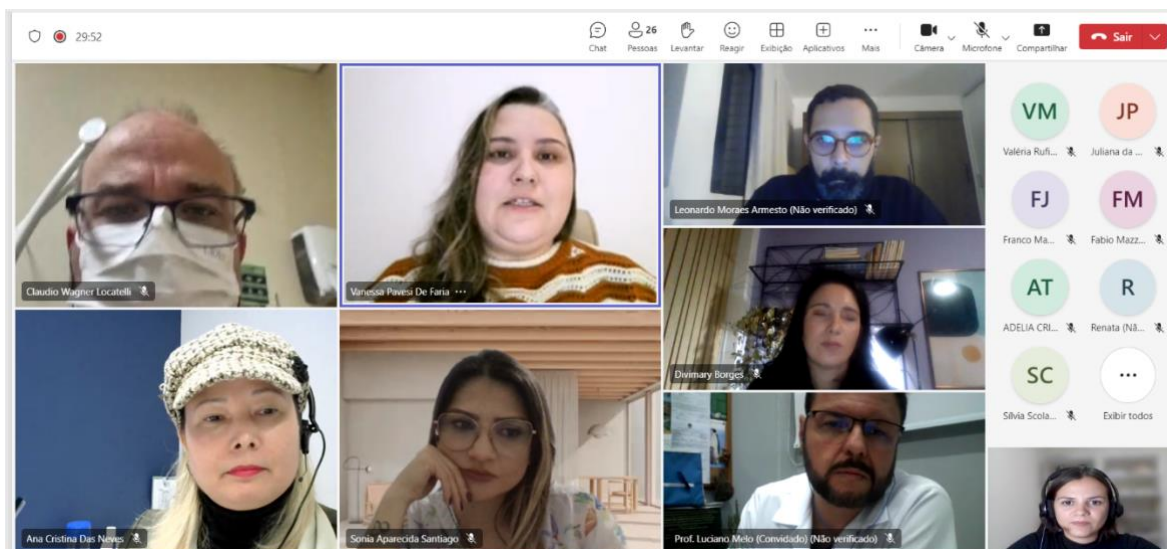 29:52
26
Chat
Pessoas
Levantar
Reagir
Exibição
Aplicativos
Mais
Câmera
Microfone
Compartilhar
Sair
Claudio Wagner Locatelli
Vanessa Pavesi De Faria ...
Leonardo Moraes Armesto (Não verificado)
Divimary Borges
Ana Cristina Das Neves
Sonia Aparecida Santiago
Prof. Luciano Melo (Convidado) (Não verificado)
VM
JP
Valéria Rufi...
Juliana da ...
FJ
FM
Franco Ma...
Fabio Mazz...
AT
R
ADELIA CRI...
Renata (Nã...
SC
...
Sílvia Scola...
Exibir todos